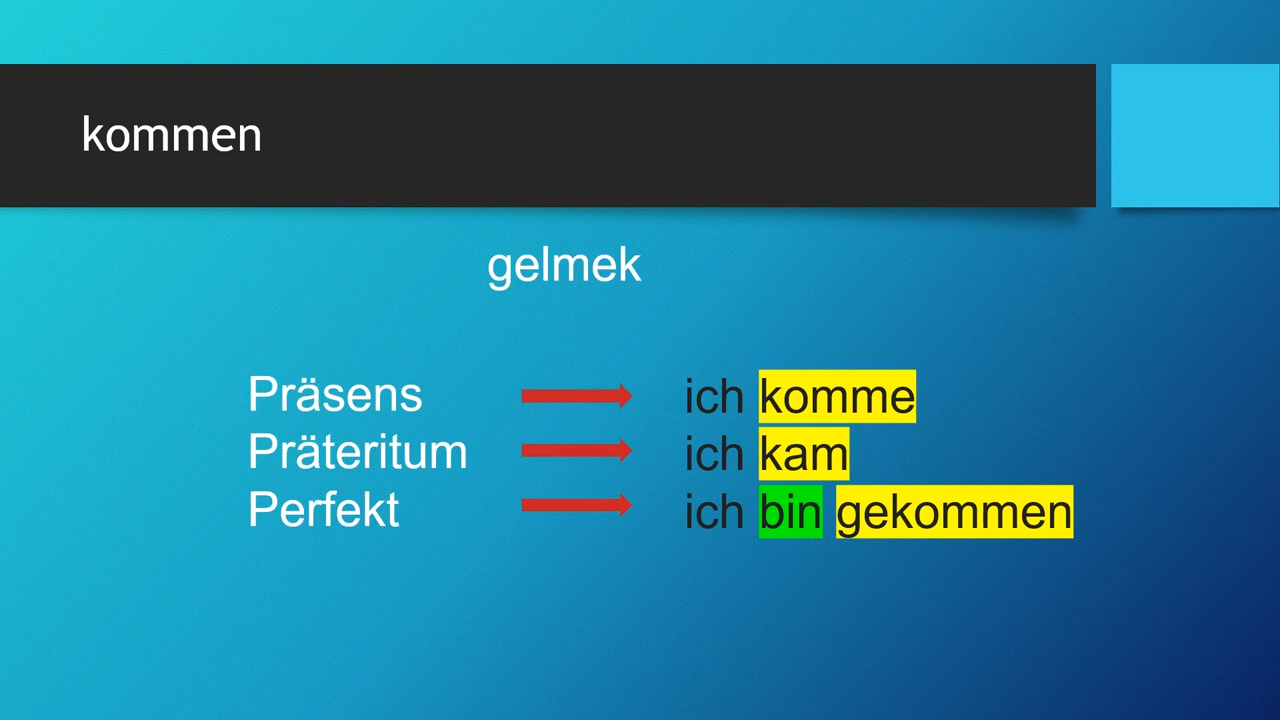 kommen
gelmek
Präsens ich komme
Präteritum ich kam
Perfekt ich bin gekommen